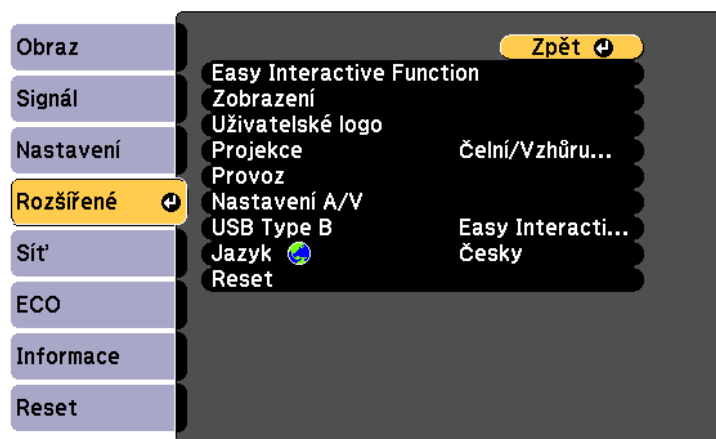 Obraz
Signál
Nastavení
Rozšířené
Síť
ECO
Informace
Reset
Zpět
Easy Interactive Function
Zobrazení
Uživatelské logo
Projekce Čelní/Vzhůru...
Provoz
Nastavení A/V
USB Type B Easy Interacti...
Jazyk Česky
Reset